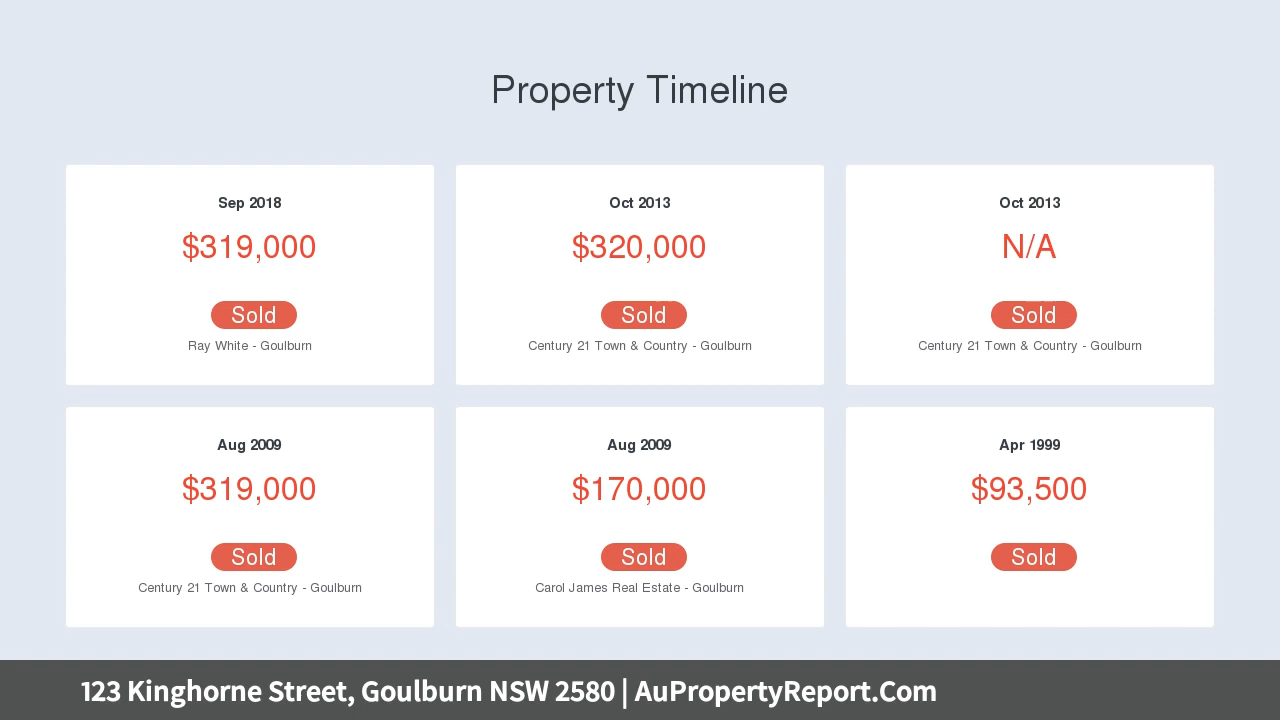 Property Timeline
Sep 2018
$319,000
Sold
Ray White - Goulburn
Oct 2013
$320,000
Sold
Century 21 Town & Country - Goulburn
Oct 2013
N/A
Sold
Century 21 Town & Country - Goulburn
Aug 2009
$319,000
Sold
Century 21 Town & Country - Goulburn
Aug 2009
$170,000
Sold
Carol James Real Estate - Goulburn
Apr 1999
$93,500
Sold
123 Kinghorne Street, Goulburn NSW 2580 | AuPropertyReport.Com